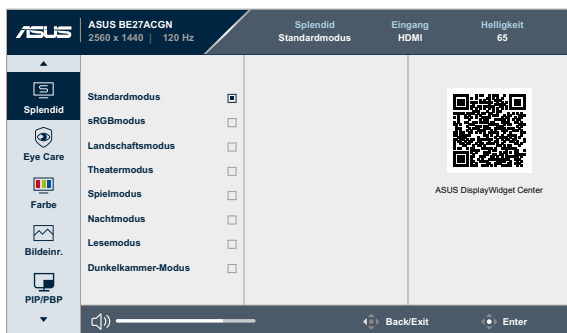 ASUS
ASUS BE27ACGN
2560 x 1440 | 120 Hz
Splendid
Standardmodus
Eingang
HDMI
Helligkeit
65
Splendid
Eye Care
Farbe
Bildeinr.
PIP/PBP
Standardmodus
sRGBmodus
Landschaftsmodus
Theatermodus
Spielmodus
Nachtmodus
Lesemodus
Dunkelkammer-Modus
ASUS DisplayWidget Center
Back/Exit
Enter